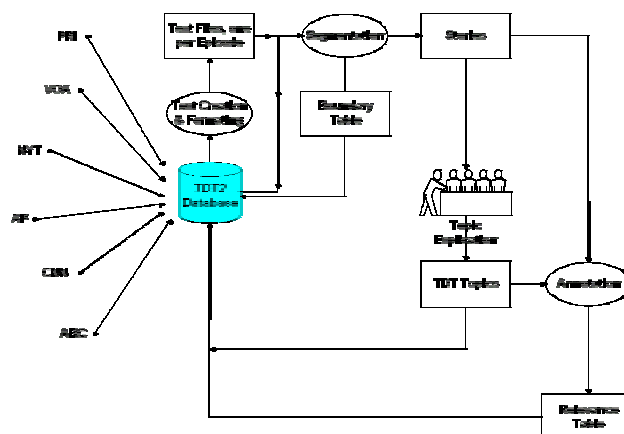 PRI
VOA
NYT
AP
CNN
ABC
Text Files, one
per Episode
Segmentation
Stories
Text Creation
& Formatting
Boundary
Table
TDT2
Database
Topic
Explication
TDT Topics
Annotation
Relevance
Table